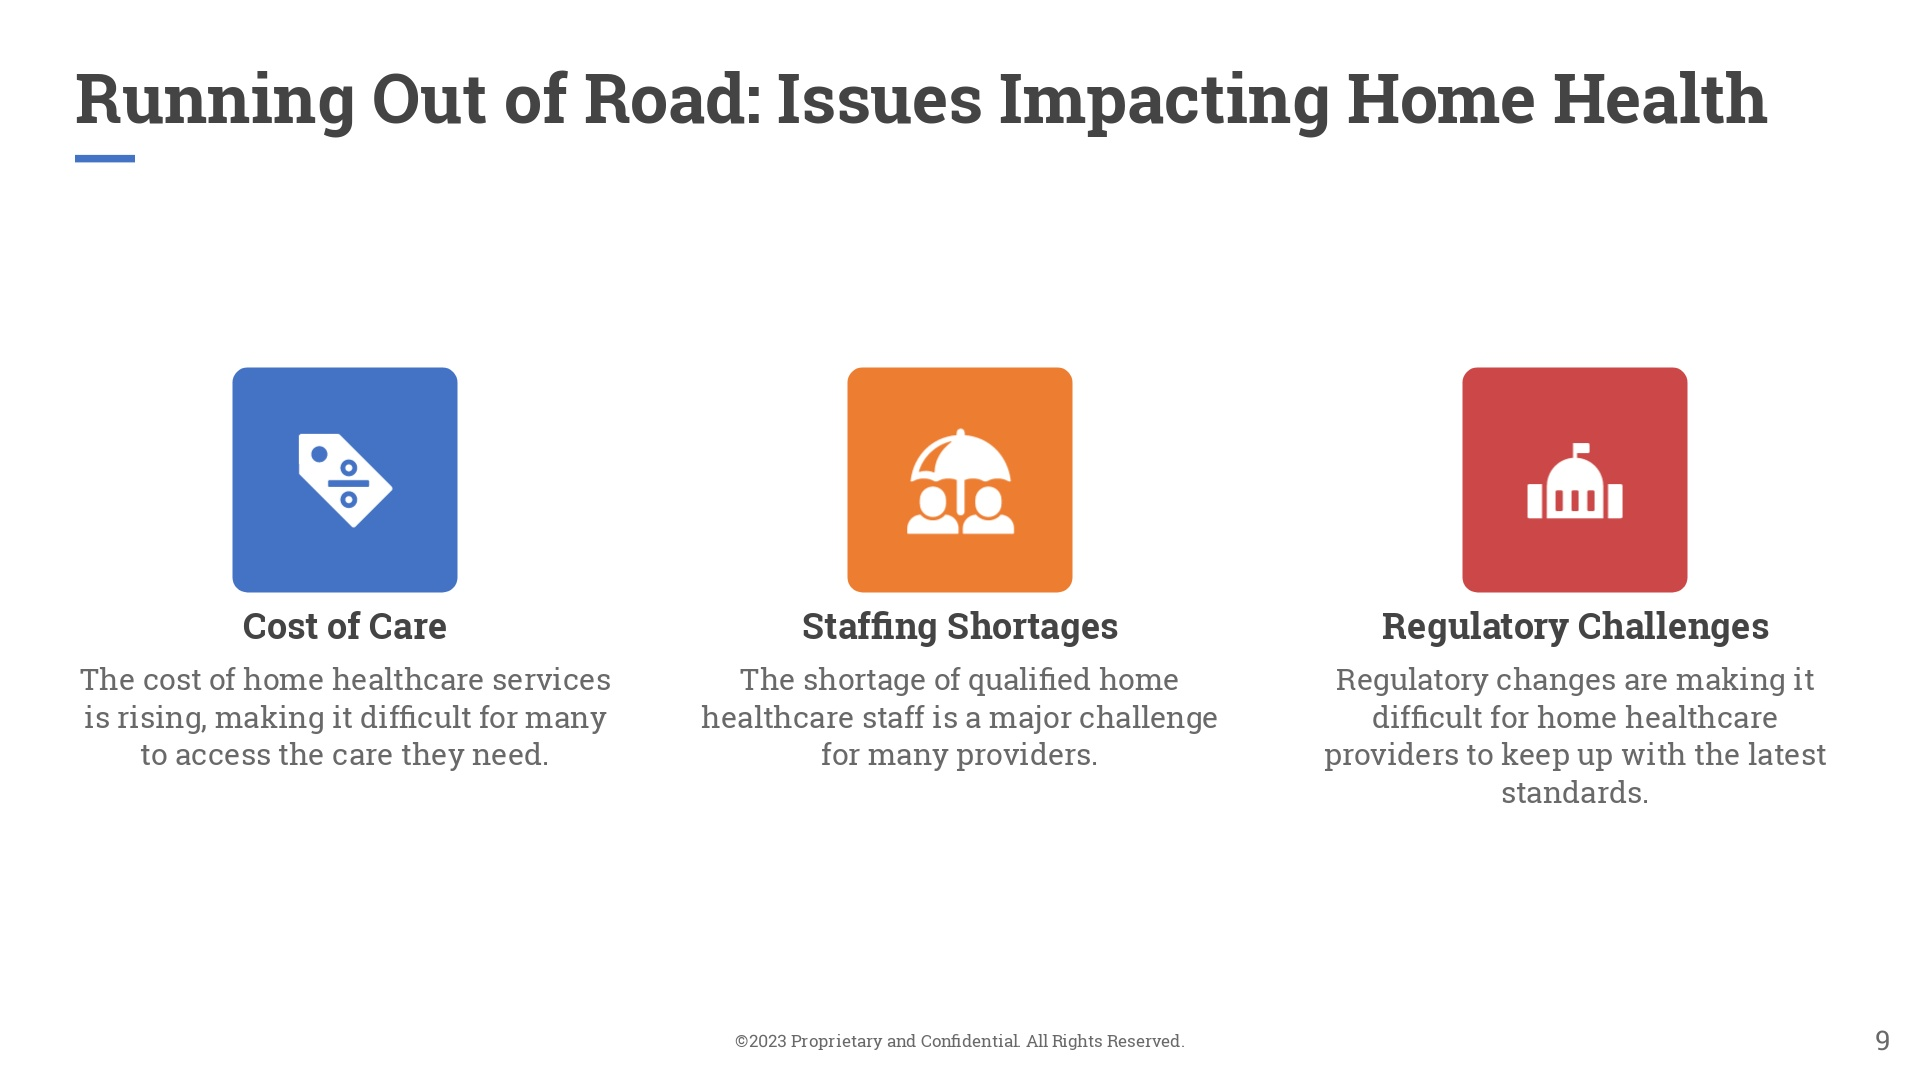 Running Out of Road: Issues Impacting Home Health
Cost of Care
The cost of home healthcare services
is rising, making it difficult for many
to access the care they need.
Staffing Shortages
The shortage of qualified home
healthcare staff is a major challenge
for many providers.
Regulatory Challenges
Regulatory changes are making it
difficult for home healthcare
providers to keep up with the latest
standards.
©2023 Proprietary and Confidential. All Rights Reserved.
9